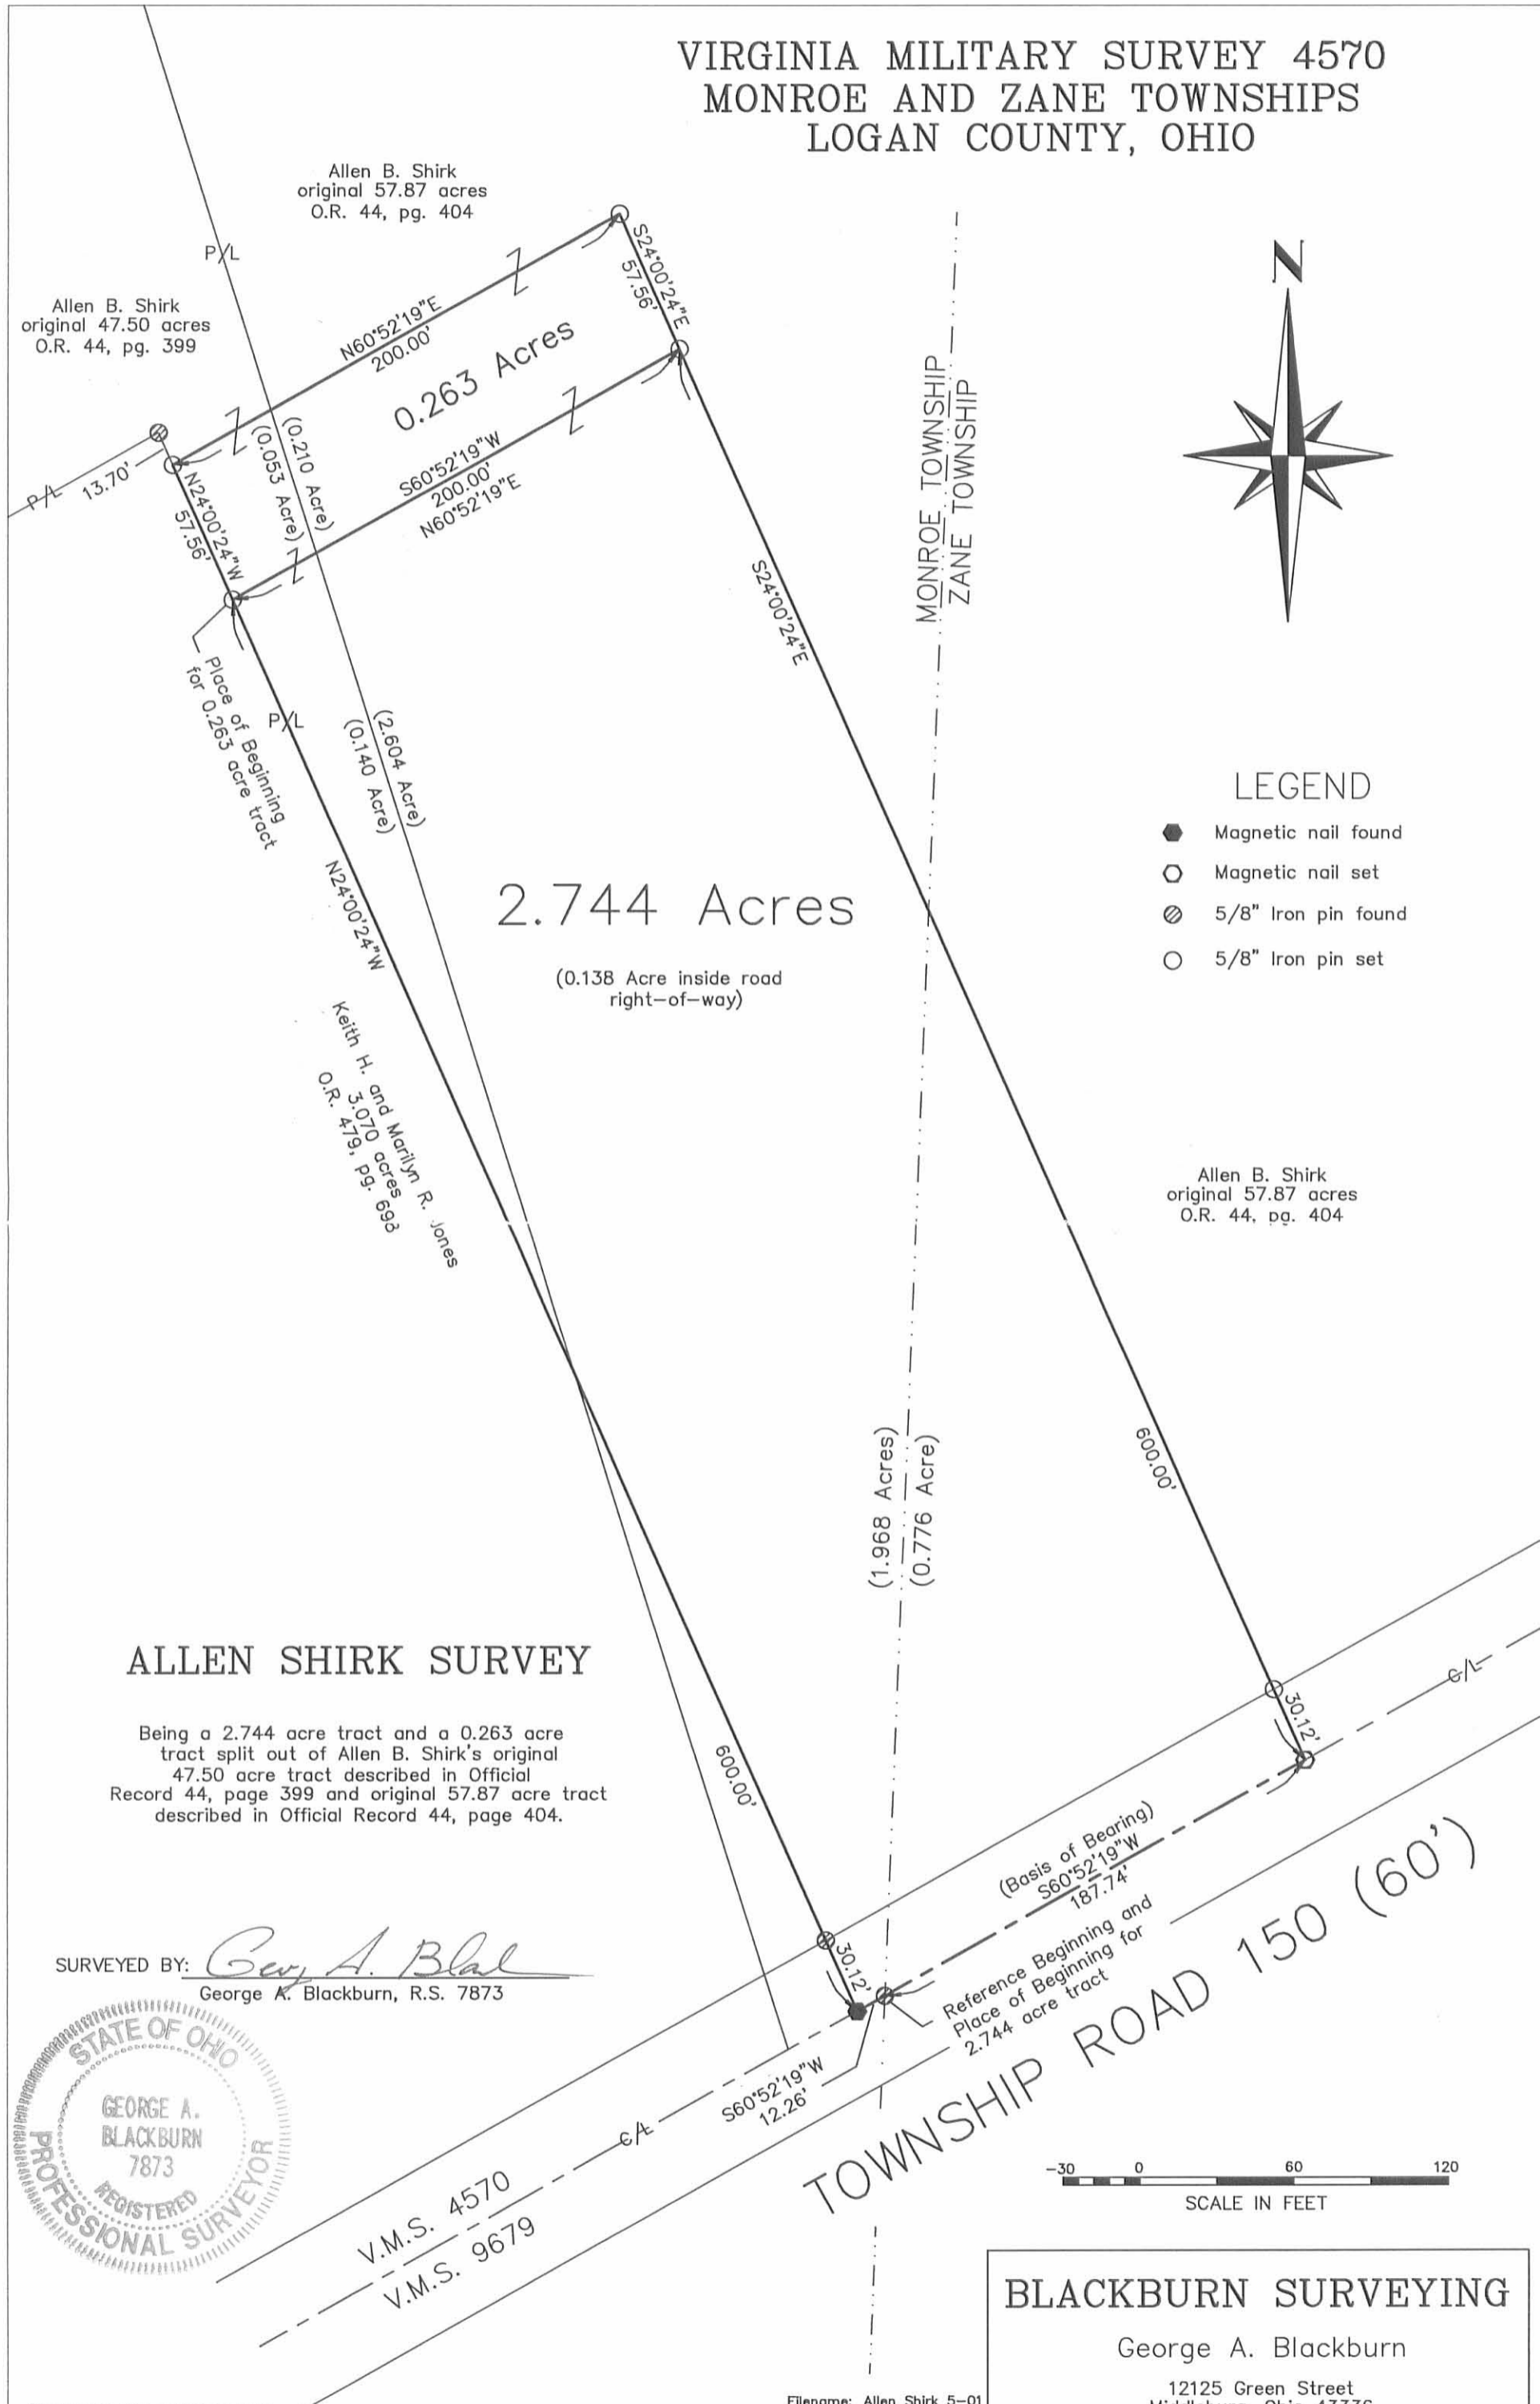 VIRGINIA MILITARY SURVEY 4570
MONROE AND ZANE TOWNSHIPS
LOGAN COUNTY, OHIO
Allen B. Shirk
original 57.87 acres
O.R. 44, pg. 404
P/L
Allen B. Shirk
original 47.50 acres
O.R. 44, pg. 399
N60°52'19"E
200.00'
S24°00'24"E
57.56'
0.263 Acres
(0.210 Acre)
(0.053 Acre)
S60°52'19"W
200.00'
N60°52'19"E
P/L
13.70'
N24°00'24"W
57.56'
N
MONROE TOWNSHIP
ZANE TOWNSHIP
S24°00'24"E
Place of Beginning
for 0.263 acre tract
P/L
(2.604 Acre)
(0.140 Acre)
N24°00'24"W
2.744 Acres
(0.138 Acre inside road
right-of-way)
LEGEND
Magnetic nail found
Magnetic nail set
5/8" Iron pin found
5/8" Iron pin set
Keith H. and Marilyn R. Jones
3.070 acres
O.R. 479, pg. 698
Allen B. Shirk
original 57.87 acres
O.R. 44, pg. 404
(1.968 Acres)
(0.776 Acre)
600.00'
ALLEN SHIRK SURVEY
Being a 2.744 acre tract and a 0.263 acre
tract split out of Allen B. Shirk's original
47.50 acre tract described in Official
Record 44, page 399 and original 57.87 acre tract
described in Official Record 44, page 404.
600.00'
30.12'
C/L
(Basis of Bearing)
S60°52'19"W
187.74'
Reference Beginning and
Place of Beginning for
2.744 acre tract
30.12'
S60°52'19"W
12.26'
C/L
TOWNSHIP ROAD 150 (60')
SURVEYED BY: George A. Blackburn
George A. Blackburn, R.S. 7873
STATE OF OHIO
GEORGE A.
BLACKBURN
7873
REGISTERED
PROFESSIONAL SURVEYOR
V.M.S. 4570
V.M.S. 9679
-30 0 60 120
SCALE IN FEET
BLACKBURN SURVEYING
George A. Blackburn
12125 Green Street
Middleburg, Ohio 43336
Filename: Allen Shirk 5-01